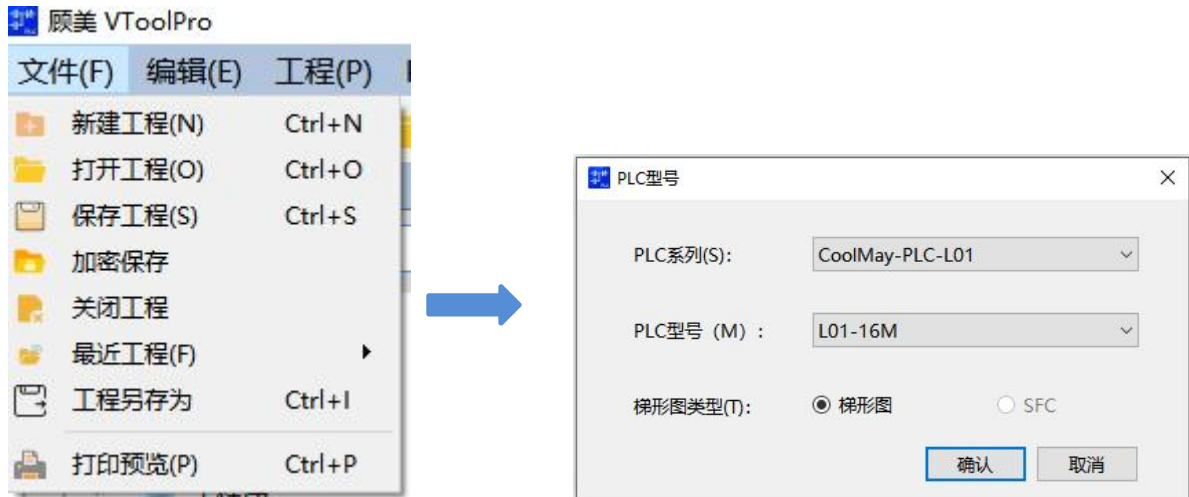 顾美 VToolPro
文件(F) 编辑(E) 工程(P)
新建工程(N) Ctrl+N
打开工程(O) Ctrl+O
保存工程(S) Ctrl+S
加密保存
关闭工程
最近工程(F)
工程另存为 Ctrl+I
打印预览(P) Ctrl+P
PLC型号
PLC系列(S): CoolMay-PLC-L01
PLC型号（M）: L01-16M
梯形图类型(T): 梯形图 SFC
确认 取消